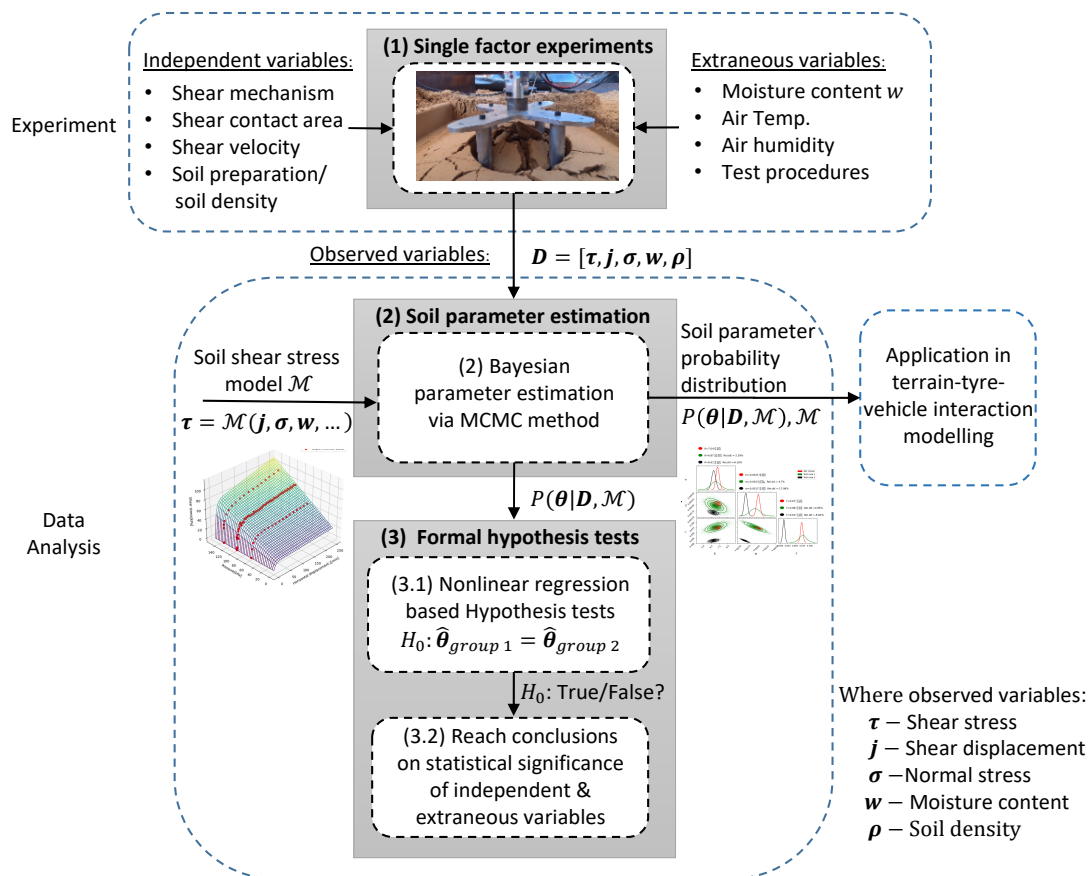 (1) Single factor experiments
Independent variables:
• Shear mechanism
• Shear contact area
• Shear velocity
• Soil preparation/
soil density
Extraneous variables:
• Moisture content w
• Air Temp.
• Air humidity
• Test procedures
Experiment
Observed variables:
D = [τ, j, σ, w, ρ]
(2) Soil parameter estimation
Soil shear stress
model ℳ
τ = ℳ(j, σ, w, ...)
(2) Bayesian
parameter estimation
via MCMC method
Soil parameter
probability
distribution
P(θ|D, ℳ), ℳ
Application in
terrain-tyre-
vehicle interaction
modelling
P(θ|D, ℳ)
Data
Analysis
(3) Formal hypothesis tests
(3.1) Nonlinear regression
based Hypothesis tests
H₀: θ̂group 1 = θ̂group 2
H₀: True/False?
(3.2) Reach conclusions
on statistical significance
of independent &
extraneous variables
Where observed variables:
τ – Shear stress
j – Shear displacement
σ –Normal stress
w – Moisture content
ρ – Soil density